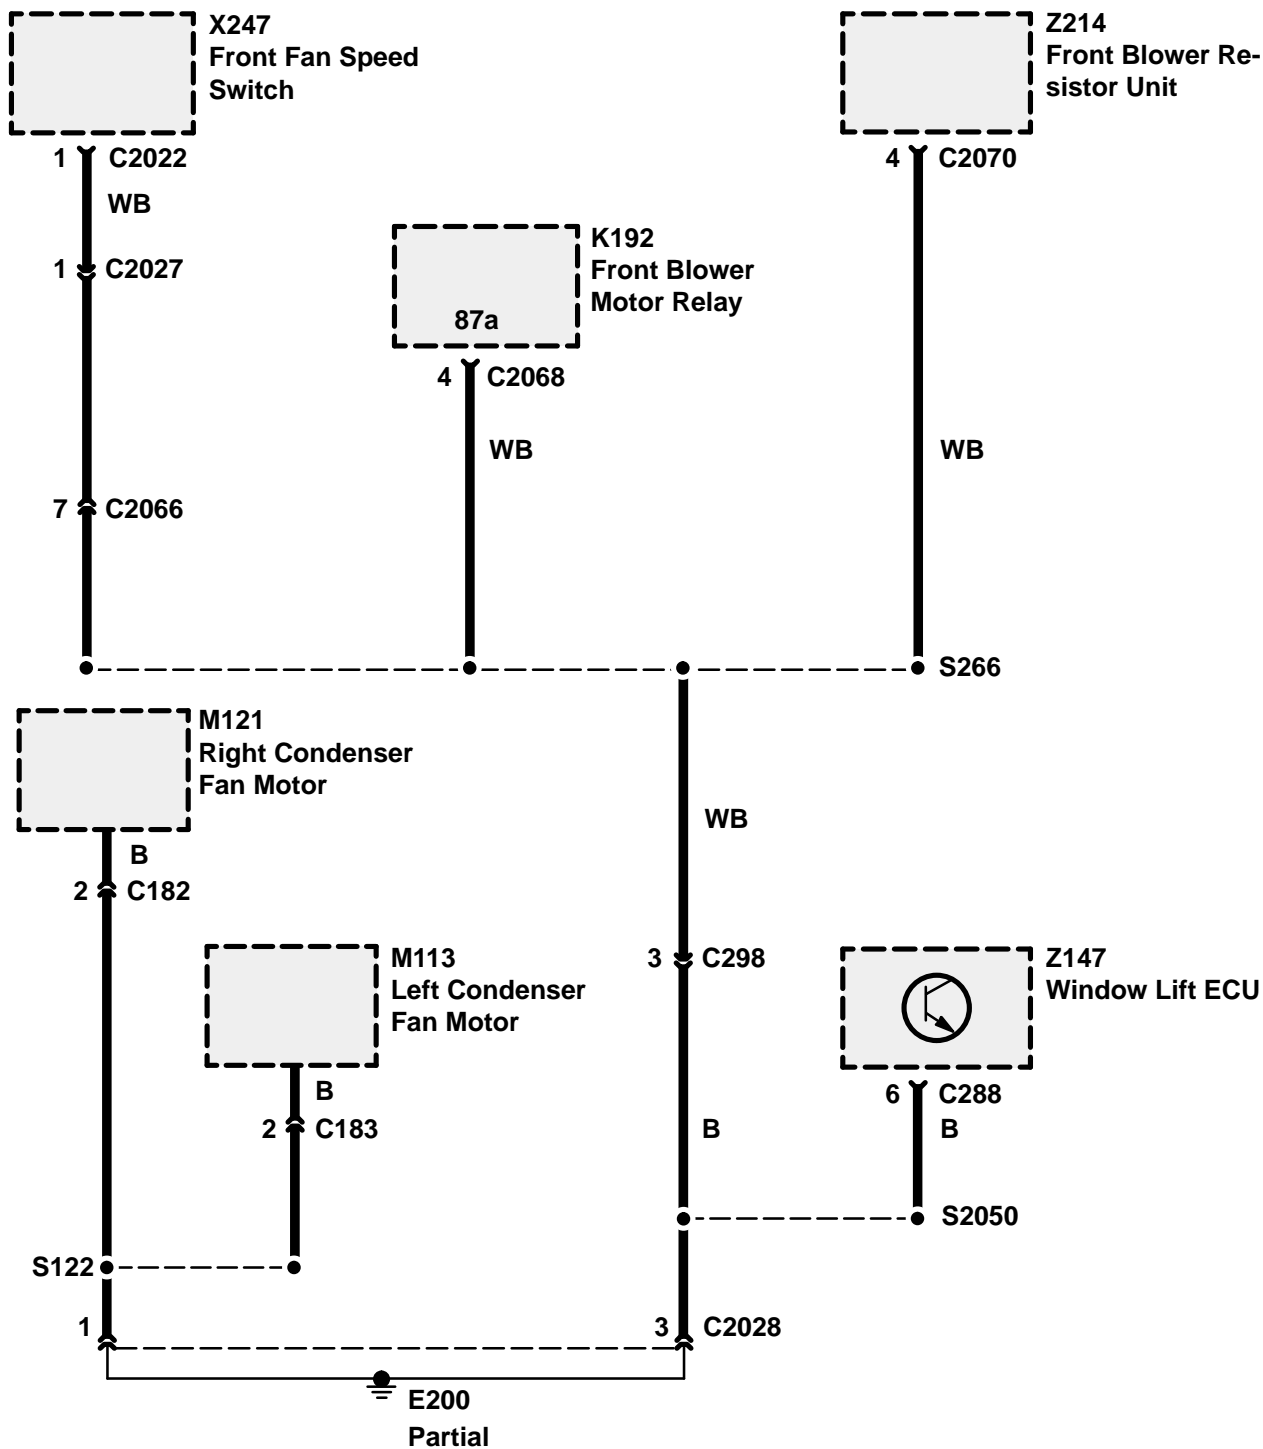 X247
Front Fan Speed
Switch
Z214
Front Blower Re-
sistor Unit
1 C2022
4 C2070
WB
K192
Front Blower
Motor Relay
1 C2027
87a
4 C2068
WB
WB
7 C2066
S266
M121
Right Condenser
Fan Motor
WB
B
2 C182
M113
Left Condenser
Fan Motor
3 C298
Z147
Window Lift ECU
B
2 C183
6 C288
B
B
S2050
S122
1
3 C2028
E200
Partial